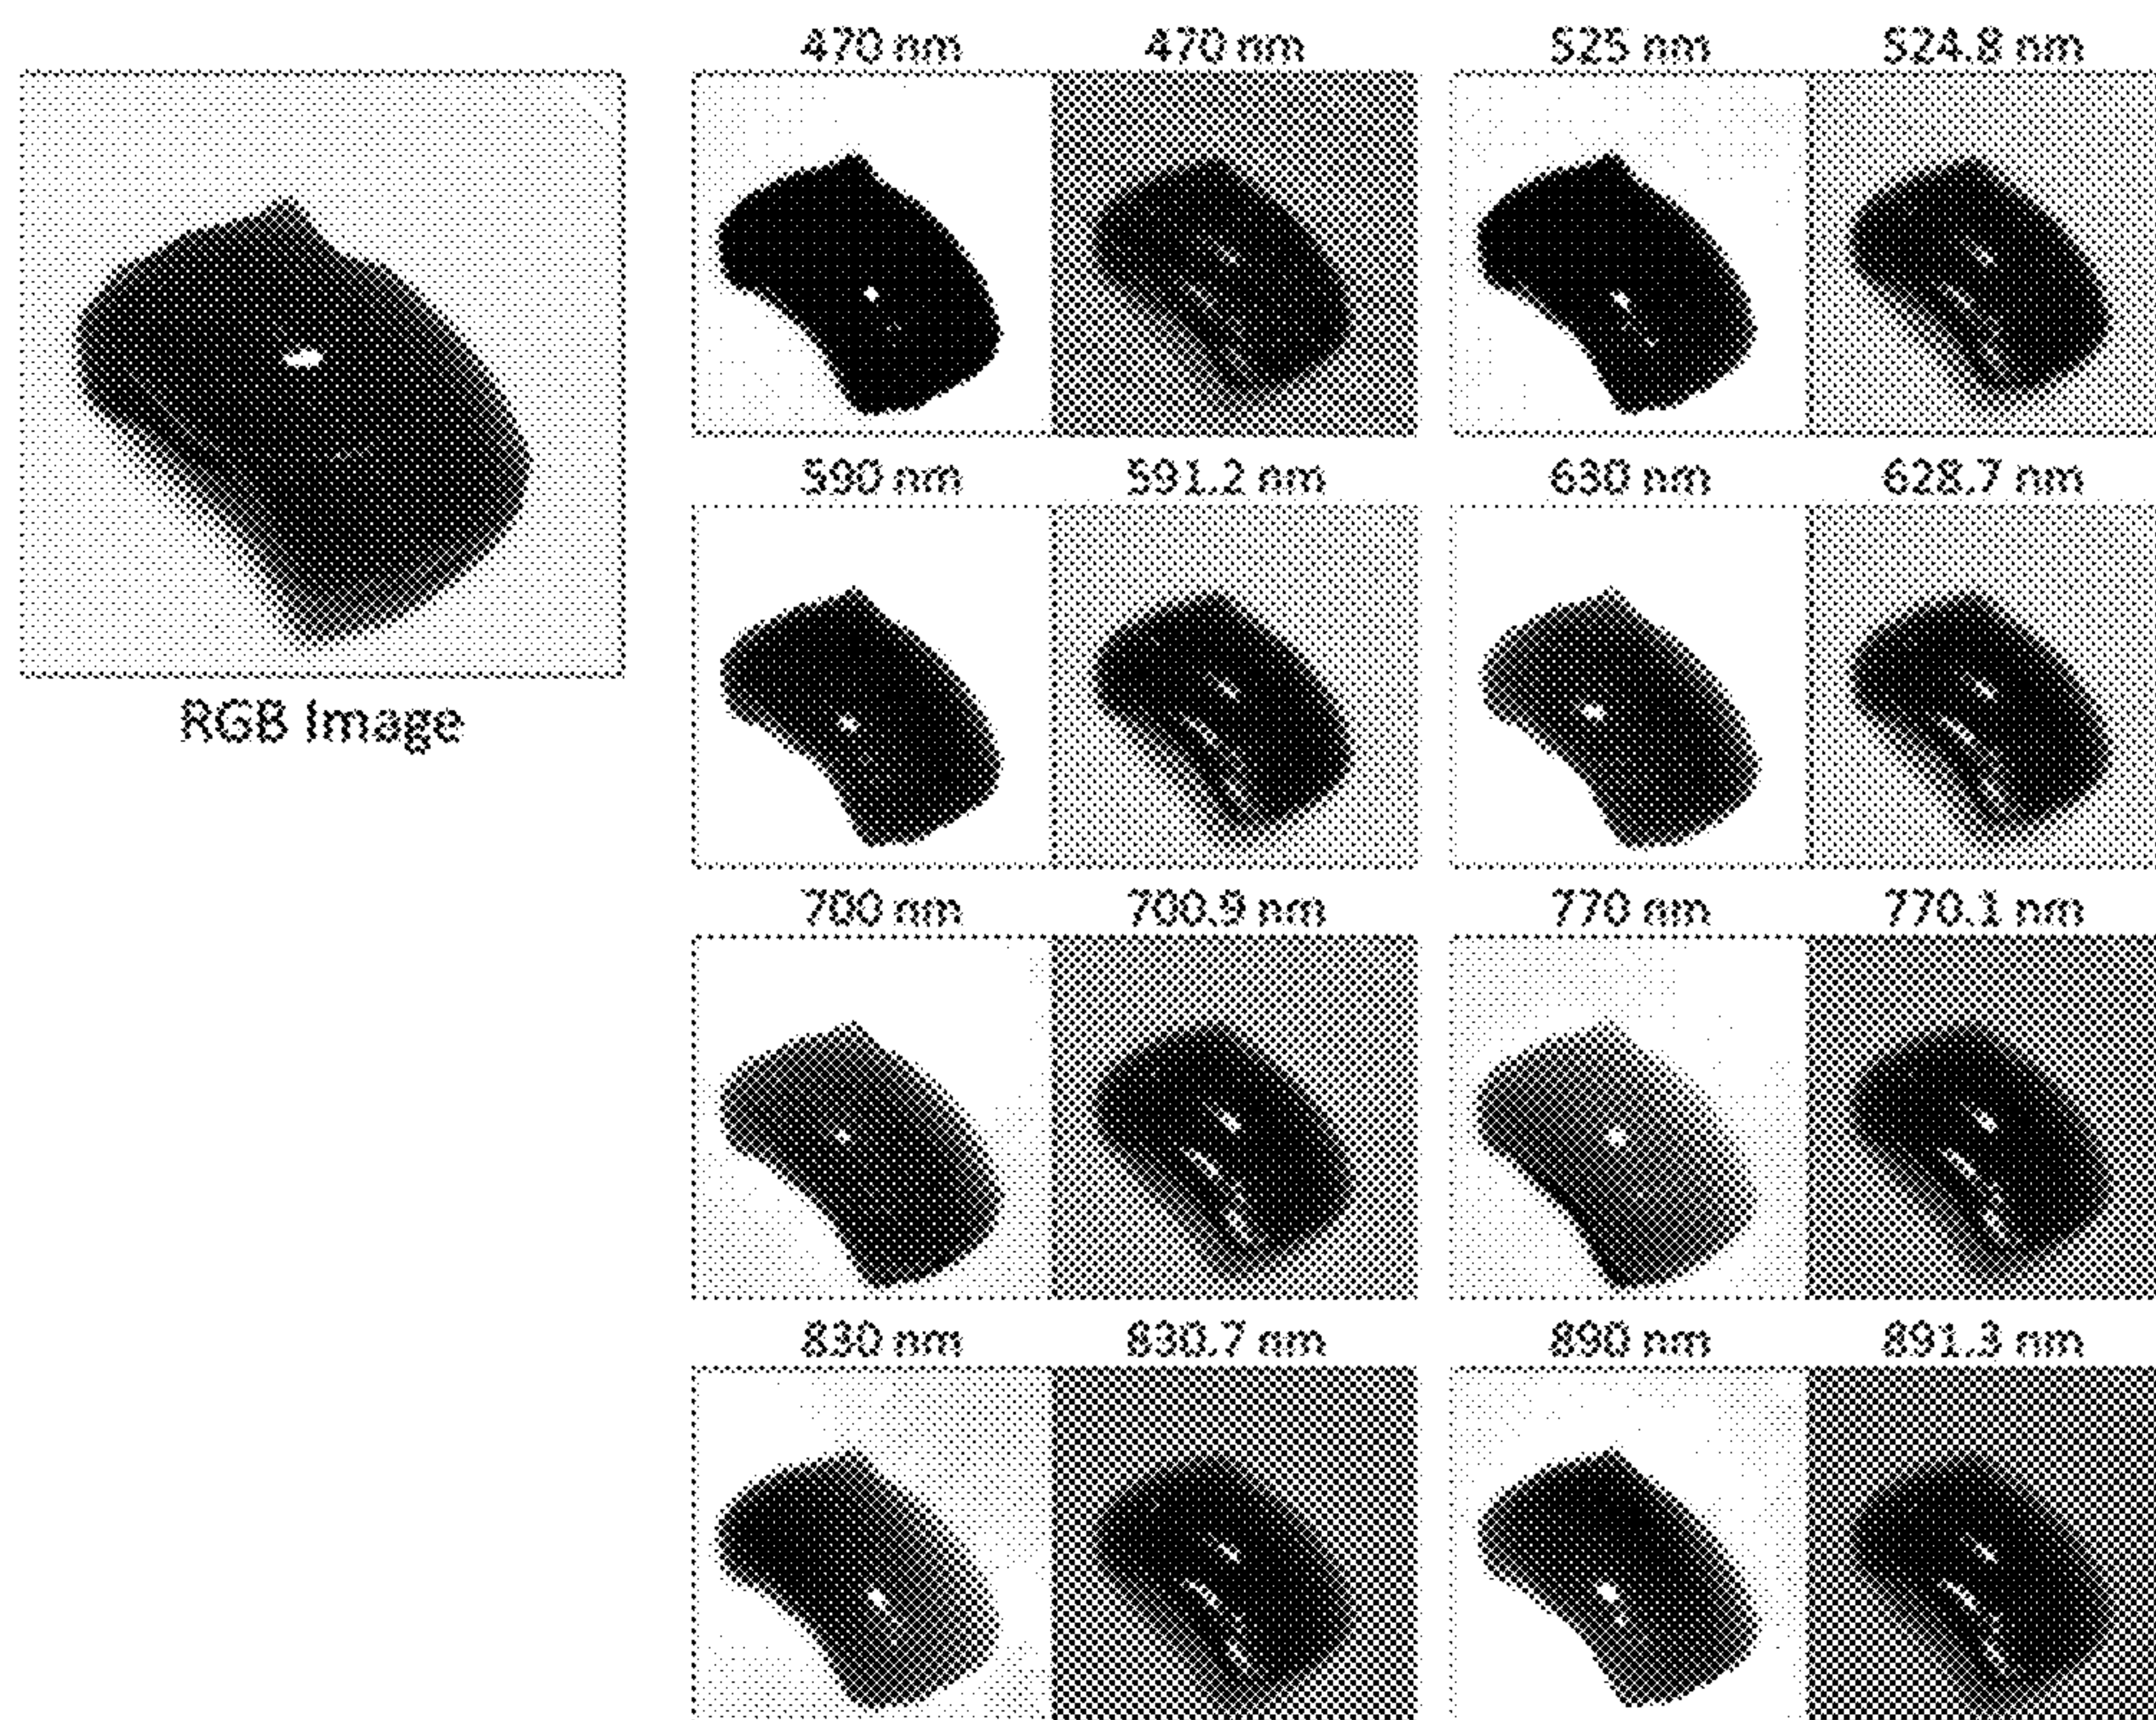 470 nm 470 nm 525 nm 524.8 nm
590 nm 591.2 nm 630 nm 628.7 nm
RGB Image
700 nm 700.9 nm 770 nm 770.1 nm
830 nm 830.7 nm 890 nm 891.3 nm